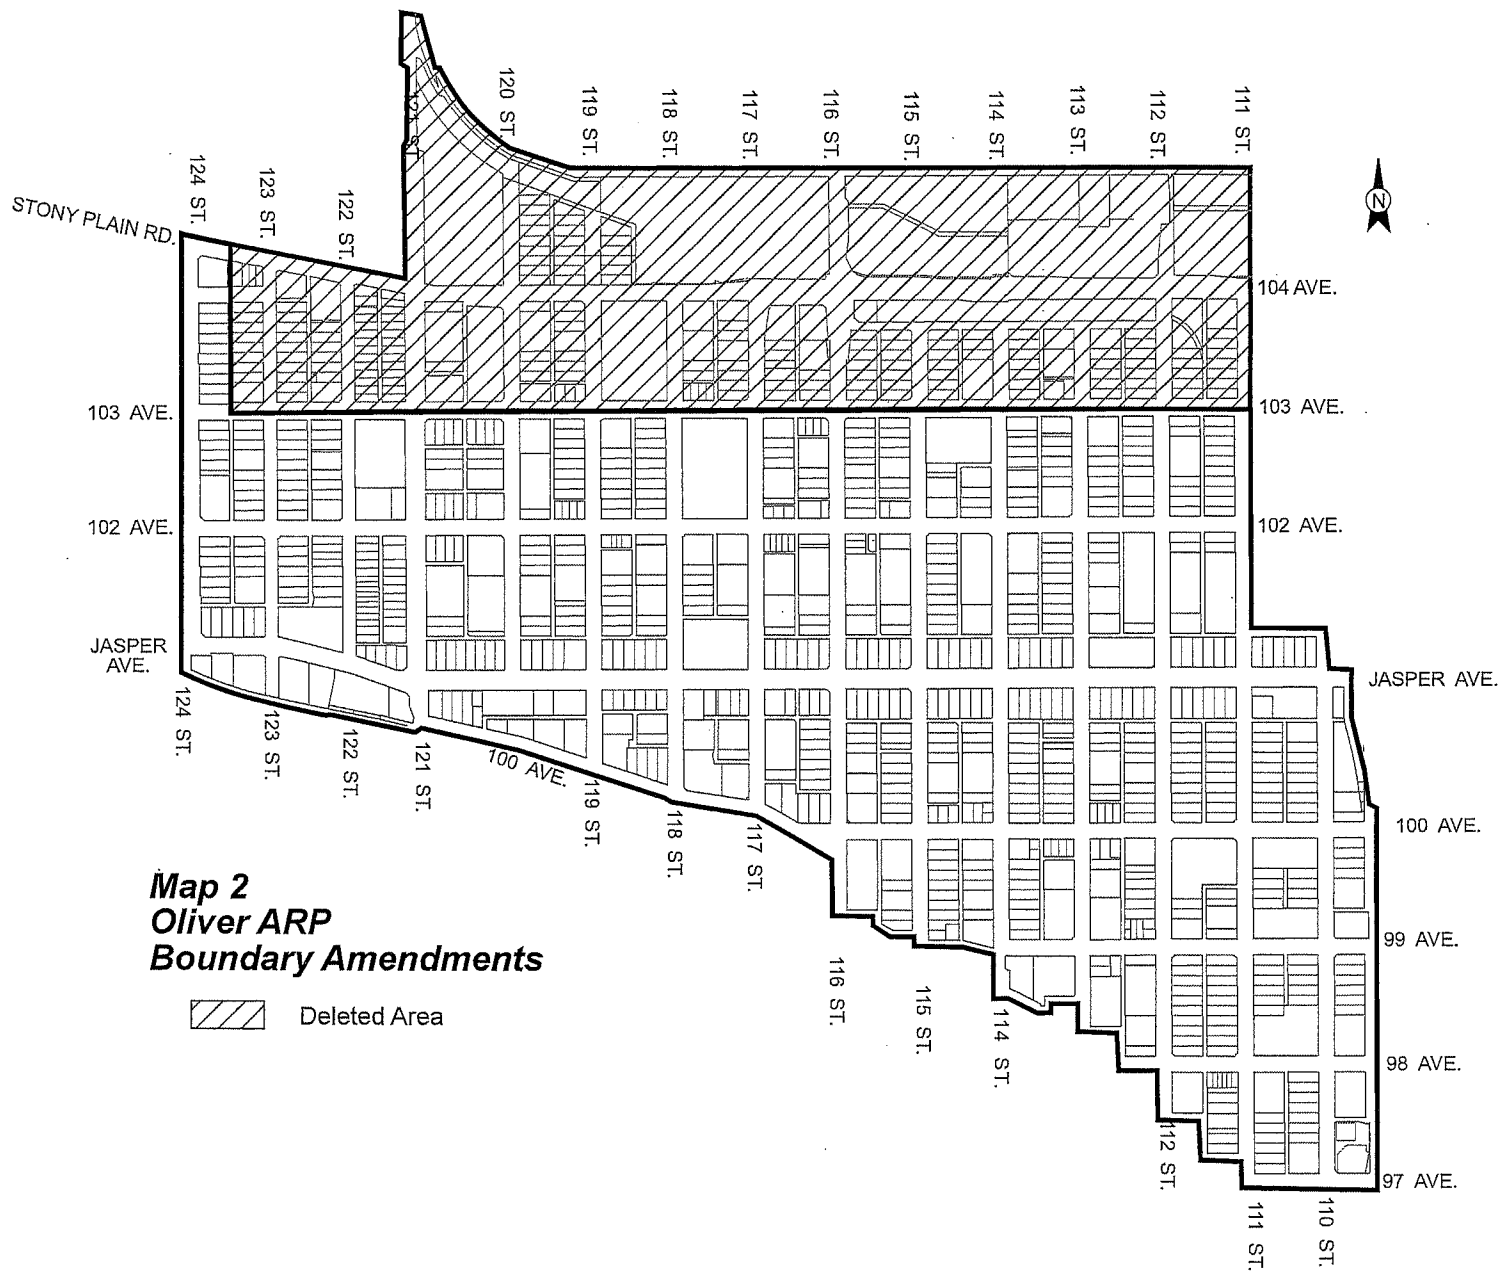 120 ST.
119 ST.
118 ST.
117 ST.
116 ST.
115 ST.
114 ST.
113 ST.
112 ST.
111 ST.
121 ST.
124 ST.
123 ST.
122 ST.
STONY PLAIN RD.
N
104 AVE.
103 AVE.
103 AVE.
102 AVE.
102 AVE.
JASPER
AVE.
JASPER AVE.
124 ST.
123 ST.
122 ST.
121 ST.
100 AVE.
119 ST.
118 ST.
117 ST.
100 AVE.
Map 2
Oliver ARP
Boundary Amendments
Deleted Area
99 AVE.
116 ST.
115 ST.
114 ST.
98 AVE.
112 ST.
97 AVE.
111 ST.
110 ST.